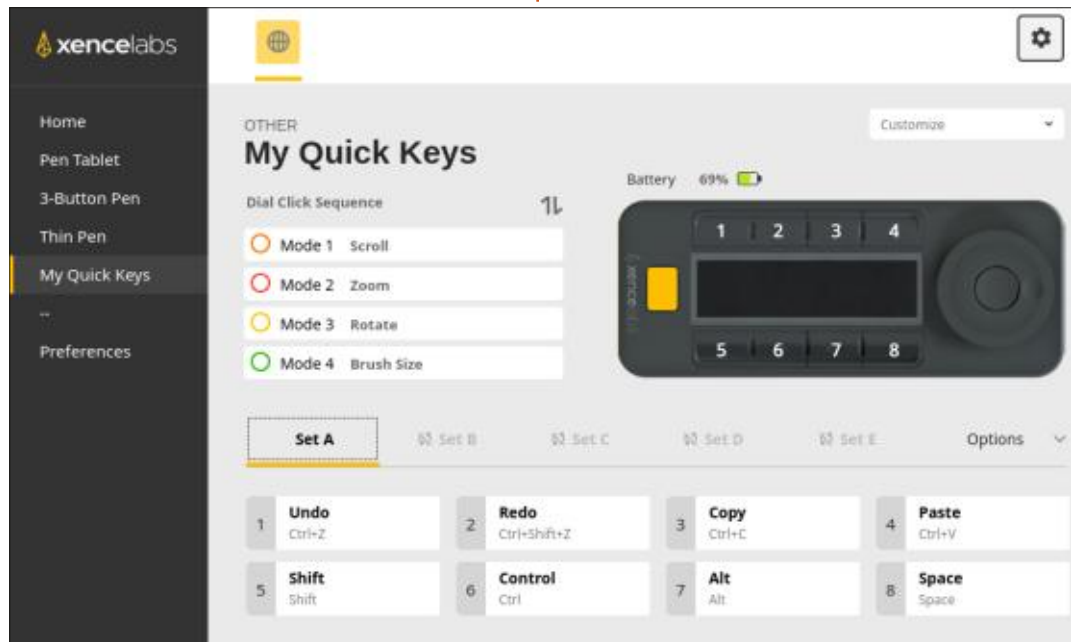 xencelabs
Home
Pen Tablet
3-Button Pen
Thin Pen
My Quick Keys
--
Preferences
OTHER
My Quick Keys
Customize
Dial Click Sequence
Mode 1 Scroll
Mode 2 Zoom
Mode 3 Rotate
Mode 4 Brush Size
Battery 69%
1 2 3 4
xencelabs
5 6 7 8
Set A Set B Set C Set D Set E Options
1 Undo
Ctrl+Z
2 Redo
Ctrl+Shift+Z
3 Copy
Ctrl+C
4 Paste
Ctrl+V
5 Shift
Shift
6 Control
Ctrl
7 Alt
Alt
8 Space
Space